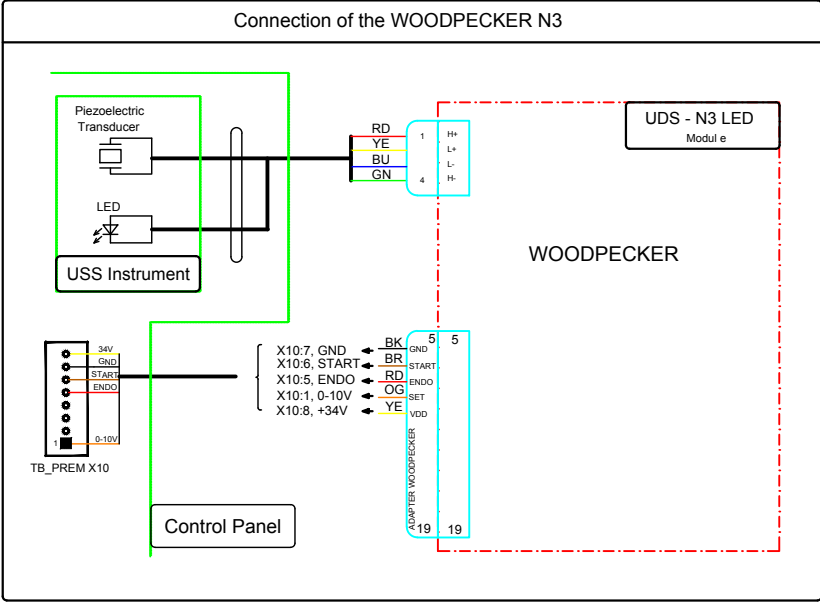 Connection of the WOODPECKER N3
Piezoelectric
Transducer
LED
USS Instrument
RD
YE
BU
GN
1
4
H+
L+
L-
H-
UDS - N3 LED
Modul e
WOODPECKER
34V
GND
START
ENDO
1
0-10V
TB_PREM X10
X10:7, GND
X10:6, START
X10:5, ENDO
X10:1, 0-10V
X10:8, +34V
BK
BR
RD
OG
YE
GND
START
ENDO
SET
VDD
5
5
ADAPTER WOODPECKER
19
19
Control Panel